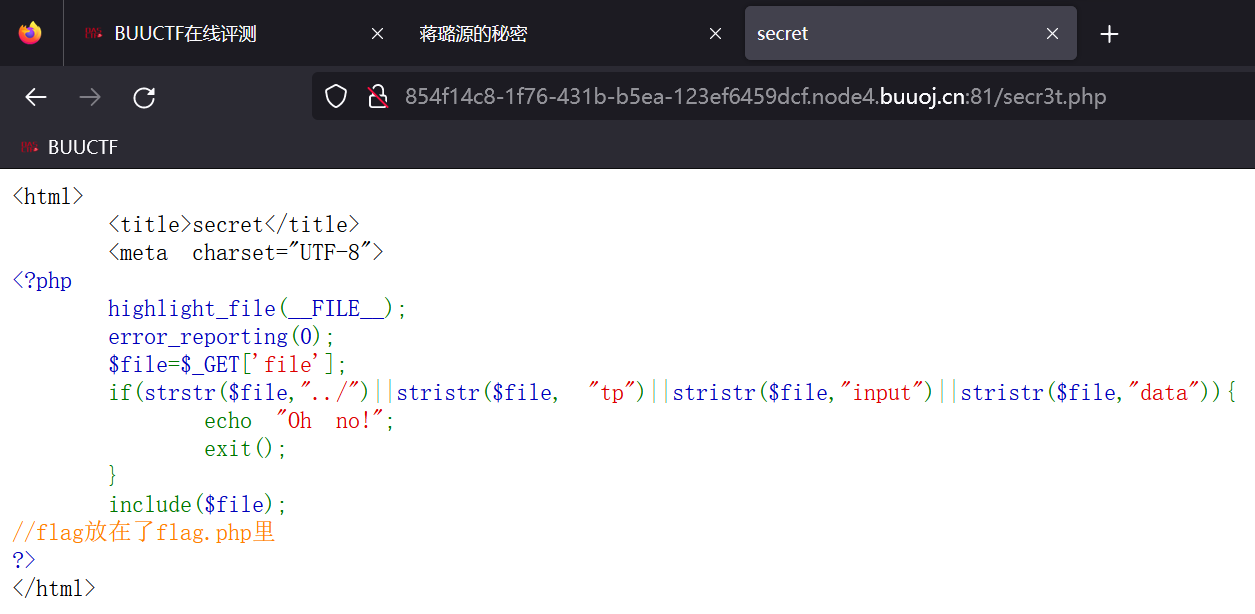 BUUCTF在线评测
蒋璐源的秘密
secret
854f14c8-1f76-431b-b5ea-123ef6459dcf.node4.buuoj.cn:81/secr3t.php
BUUCTF
<html>
<title>secret</title>
<meta charset="UTF-8">
<?php
highlight_file(__FILE__);
error_reporting(0);
$file=$_GET['file'];
if(strstr($file,"../")||stristr($file, "tp")||stristr($file,"input")||stristr($file,"data")){
echo "Oh no!";
exit();
}
include($file);
//flag放在了flag.php里
?>
</html>